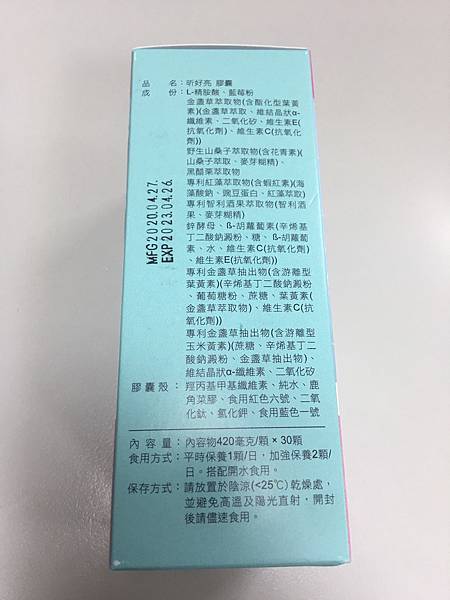 品名：昕好亮 膠囊
成份：L-精胺酸、藍莓粉
金盞草萃取物(含酯化型葉黃
素)(金盞草萃取、維結晶狀α-
纖維素、二氧化矽、維生素E(
抗氧化劑)、維生素C(抗氧化
劑))
野生山桑子萃取物(含花青素)(
山桑子萃取、麥芽糊精)、
黑醋栗萃取物
專利紅藻萃取物(含蝦紅素)(海
藻酸鈉、豌豆蛋白、紅藻萃取)
專利智利酒果萃取物(智利酒
果、麥芽糊精)
鋅酵母、ß-胡蘿蔔素(辛烯基
丁二酸鈉澱粉、糖、ß-胡蘿蔔
素、水、維生素C(抗氧化劑)
、維生素E(抗氧化劑))
專利金盞草抽出物(含游離型
葉黃素)(辛烯基丁二酸鈉澱粉
、葡萄糖粉、蔗糖、葉黃素(
金盞草萃取)、維生素C(抗
氧化劑))
專利金盞草抽出物(含游離型
玉米黃素)(蔗糖、辛烯基丁二
酸鈉澱粉、金盞草抽出物)、
維結晶狀α-纖維素、二氧化矽
膠囊殼：羥丙基甲基纖維素、純水、鹿
角菜膠、食用紅色六號、二氧
化鈦、氯化鉀、食用藍色一號
內容量：內容物420毫克/顆 × 30顆
食用方式：平時保養1顆/日，加強保養2顆/
日。搭配開水食用。
保存方式：請放置於陰涼(<25℃)乾燥處，
並避免高溫及陽光直射，開封
後請儘速食用。
MFG2020.04.27.
EXP2023.04.26.